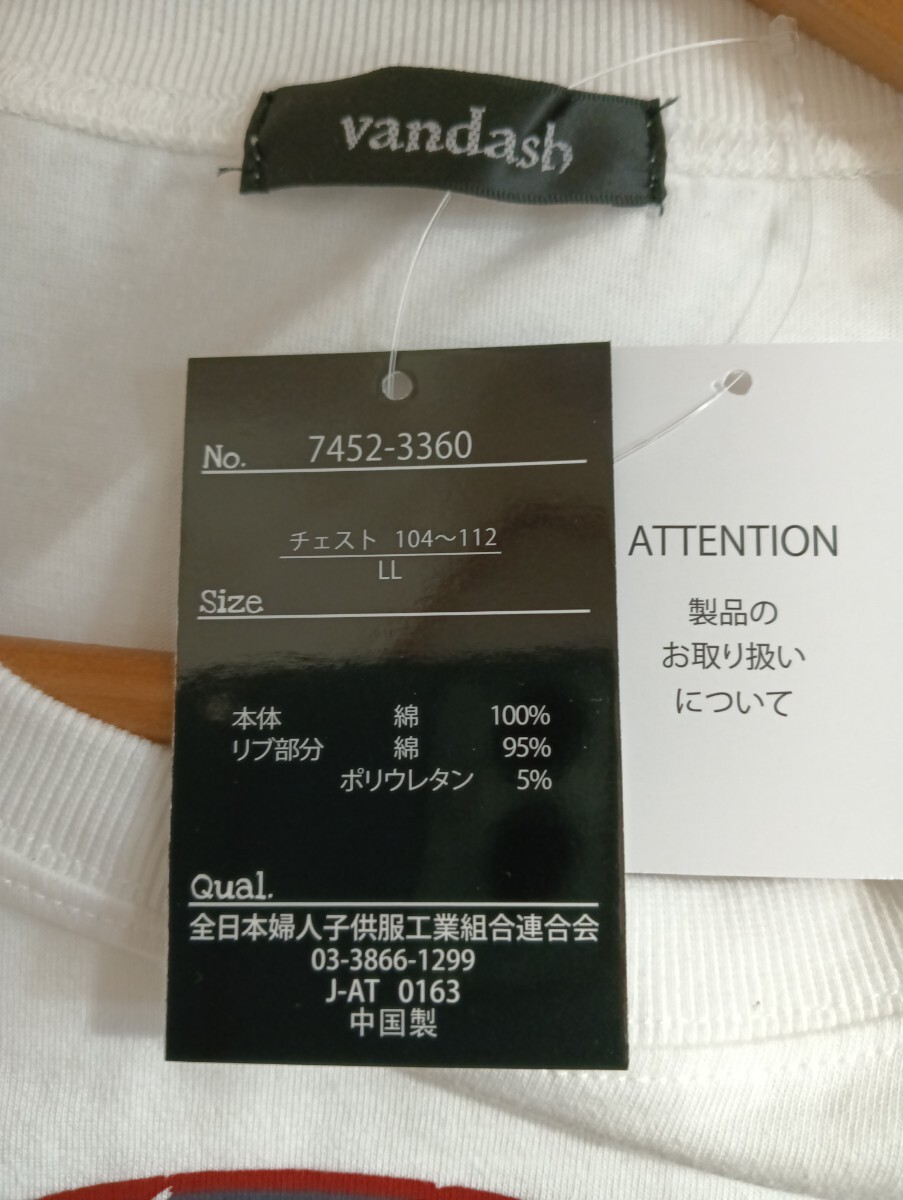 vandash
No. 7452-3360
チェスト 104～112
LL
Size
本体 綿 100%
リブ部分 綿 95%
ポリウレタン 5%
Qual.
全日本婦人子供服工業組合連合会
03-3866-1299
J-AT 0163
中国製
ATTENTION
製品の
お取り扱い
について